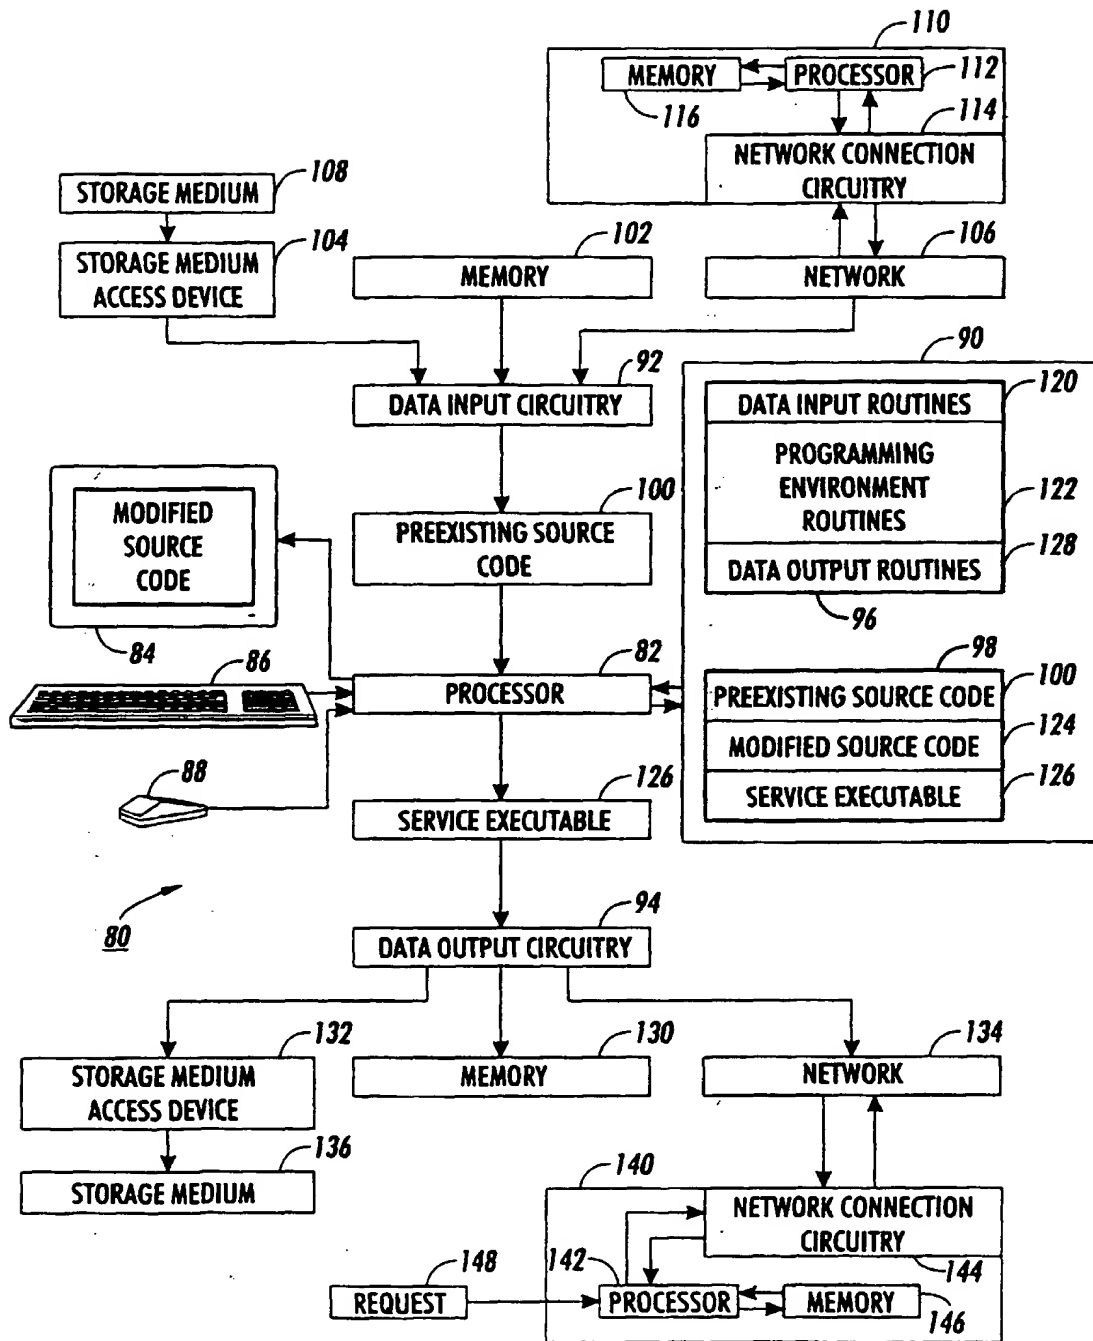 110
MEMORY
PROCESSOR
112
116
114
NETWORK CONNECTION
CIRCUITRY
STORAGE MEDIUM
108
104
STORAGE MEDIUM
ACCESS DEVICE
102
MEMORY
106
NETWORK
92
DATA INPUT CIRCUITRY
90
120
DATA INPUT ROUTINES
PROGRAMMING
ENVIRONMENT
ROUTINES
122
128
DATA OUTPUT ROUTINES
96
MODIFIED
SOURCE
CODE
84
100
PREEXISTING SOURCE
CODE
86
82
PROCESSOR
98
100
PREEXISTING SOURCE CODE
124
MODIFIED SOURCE CODE
126
SERVICE EXECUTABLE
88
126
SERVICE EXECUTABLE
80
94
DATA OUTPUT CIRCUITRY
132
STORAGE MEDIUM
ACCESS DEVICE
130
MEMORY
134
NETWORK
136
STORAGE MEDIUM
140
NETWORK CONNECTION
CIRCUITRY
144
148
REQUEST
142
PROCESSOR
MEMORY
146